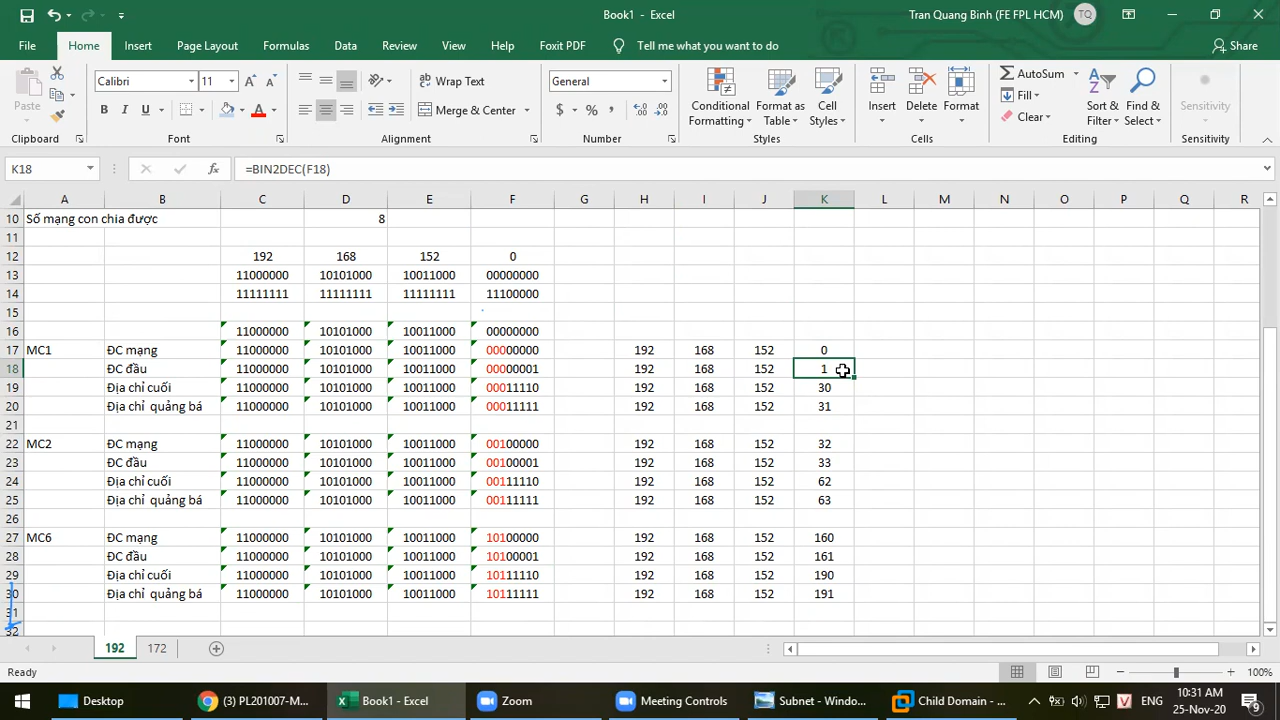 Book1 - Excel
Tran Quang Binh (FE FPL HCM) TQ
File Home Insert Page Layout Formulas Data Review View Help Foxit PDF Tell me what you want to do Share
Calibri 11 Wrap Text General AutoSum
Paste B I U Merge & Center $ % Conditional Formatting Format as Table Cell Styles Insert Delete Format Fill Clear Sort & Filter Find & Select Sensitivity
Clipboard Font Alignment Number Styles Cells Editing Sensitivity
K18 fx =BIN2DEC(F18)
A B C D E F G H I J K L M N O P Q R
10 Số mạng con chia được 8
11
12 192 168 152 0
13 11000000 10101000 10011000 00000000
14 11111111 11111111 11111111 11100000
15
16 11000000 10101000 10011000 00000000
17 MC1 ĐC mạng 11000000 10101000 10011000 00000000 192 168 152 0
18 ĐC đầu 11000000 10101000 10011000 00000001 192 168 152 1
19 Địa chỉ cuối 11000000 10101000 10011000 00011110 192 168 152 30
20 Địa chỉ quảng bá 11000000 10101000 10011000 00011111 192 168 152 31
21
22 MC2 ĐC mạng 11000000 10101000 10011000 00100000 192 168 152 32
23 ĐC đầu 11000000 10101000 10011000 00100001 192 168 152 33
24 Địa chỉ cuối 11000000 10101000 10011000 00111110 192 168 152 62
25 Địa chỉ quảng bá 11000000 10101000 10011000 00111111 192 168 152 63
26
27 MC6 ĐC mạng 11000000 10101000 10011000 10100000 192 168 152 160
28 ĐC đầu 11000000 10101000 10011000 10100001 192 168 152 161
29 Địa chỉ cuối 11000000 10101000 10011000 10111110 192 168 152 190
30 Địa chỉ quảng bá 11000000 10101000 10011000 10111111 192 168 152 191
31
32
192 172
Ready 100%
Desktop (3) PL201007-M... Book1 - Excel Zoom Meeting Controls Subnet - Windo... Child Domain - ... V ENG 10:31 AM
25-Nov-20 9